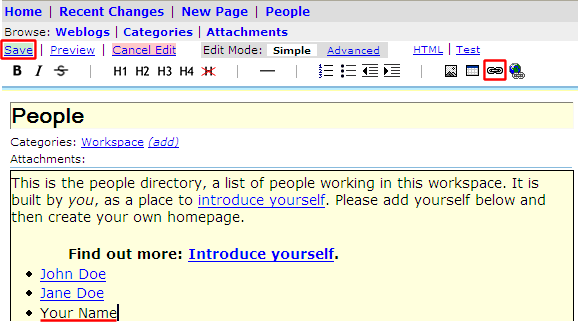 Home | Recent Changes | New Page | People
Browse: Weblogs | Categories | Attachments
Save | Preview | Cancel Edit Edit Mode: Simple Advanced HTML | Test
B I S | H1 H2 H3 H4 H | — |
People
Categories: Workspace (add)
Attachments:
This is the people directory, a list of people working in this workspace. It is
built by you, as a place to introduce yourself. Please add yourself below and
then create your own homepage.
Find out more: Introduce yourself.
• John Doe
• Jane Doe
• Your Name